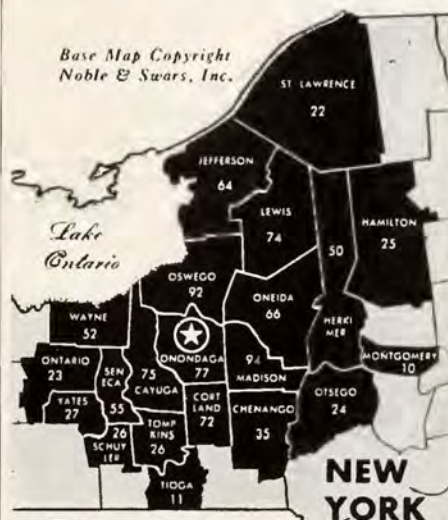 Base Map Copyright
Noble & Swars, Inc.
ST. LAWRENCE
22
JEFFERSON
64
LEWIS
74
HAMILTON
25
50
HERKI
MER
Lake
Ontario
OSWEGO
92
ONEIDA
66
WAYNE
52
ONONDAGA
77
94
MADISON
MONTGOMERY
10
ONTARIO
23
SEN
ECA
55
75
CAYUGA
YATES
27
CORT
LAND
72
CHENANGO
35
OTSEGO
24
26
SCHUY
LER
TOMP
KINS
26
TIOGA
11
NEW
YORK